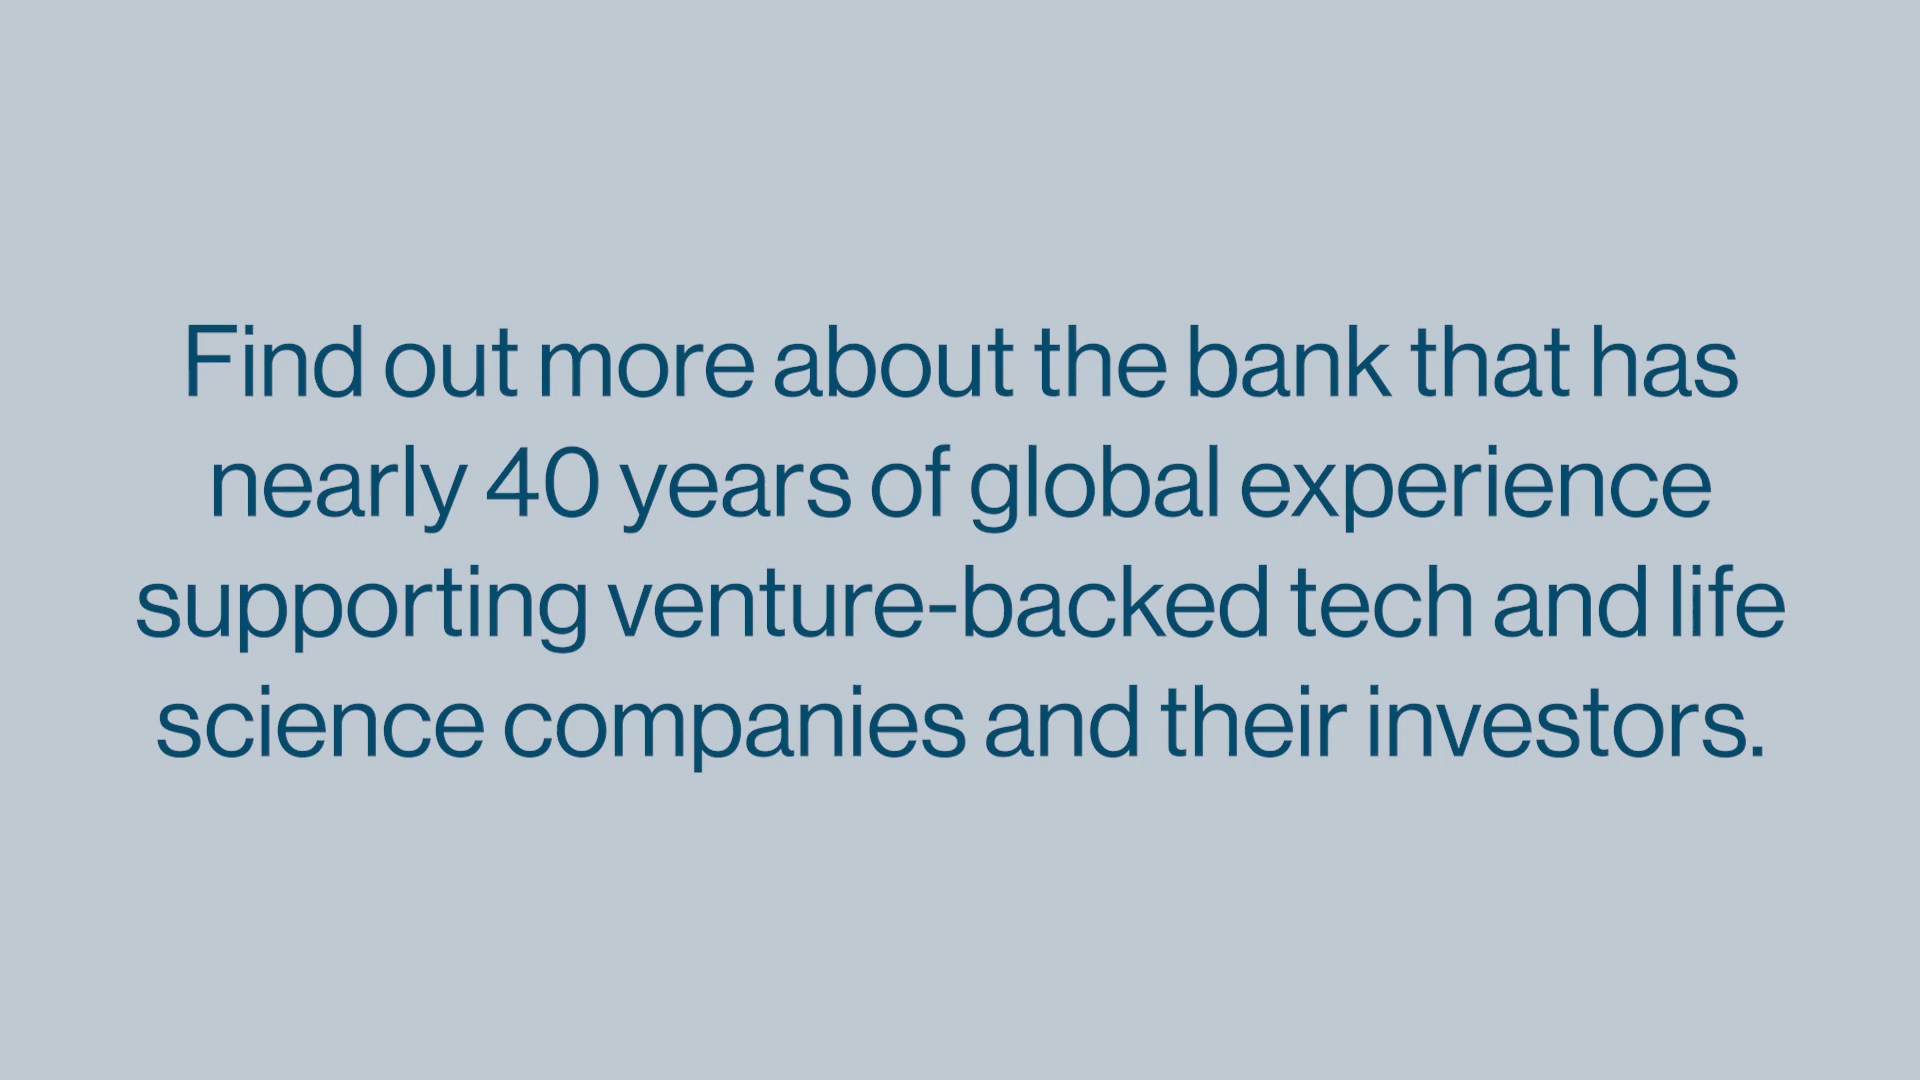 Find out more about the bank that has
nearly 40 years of global experience
supporting venture-backed tech and life
science companies and their investors.